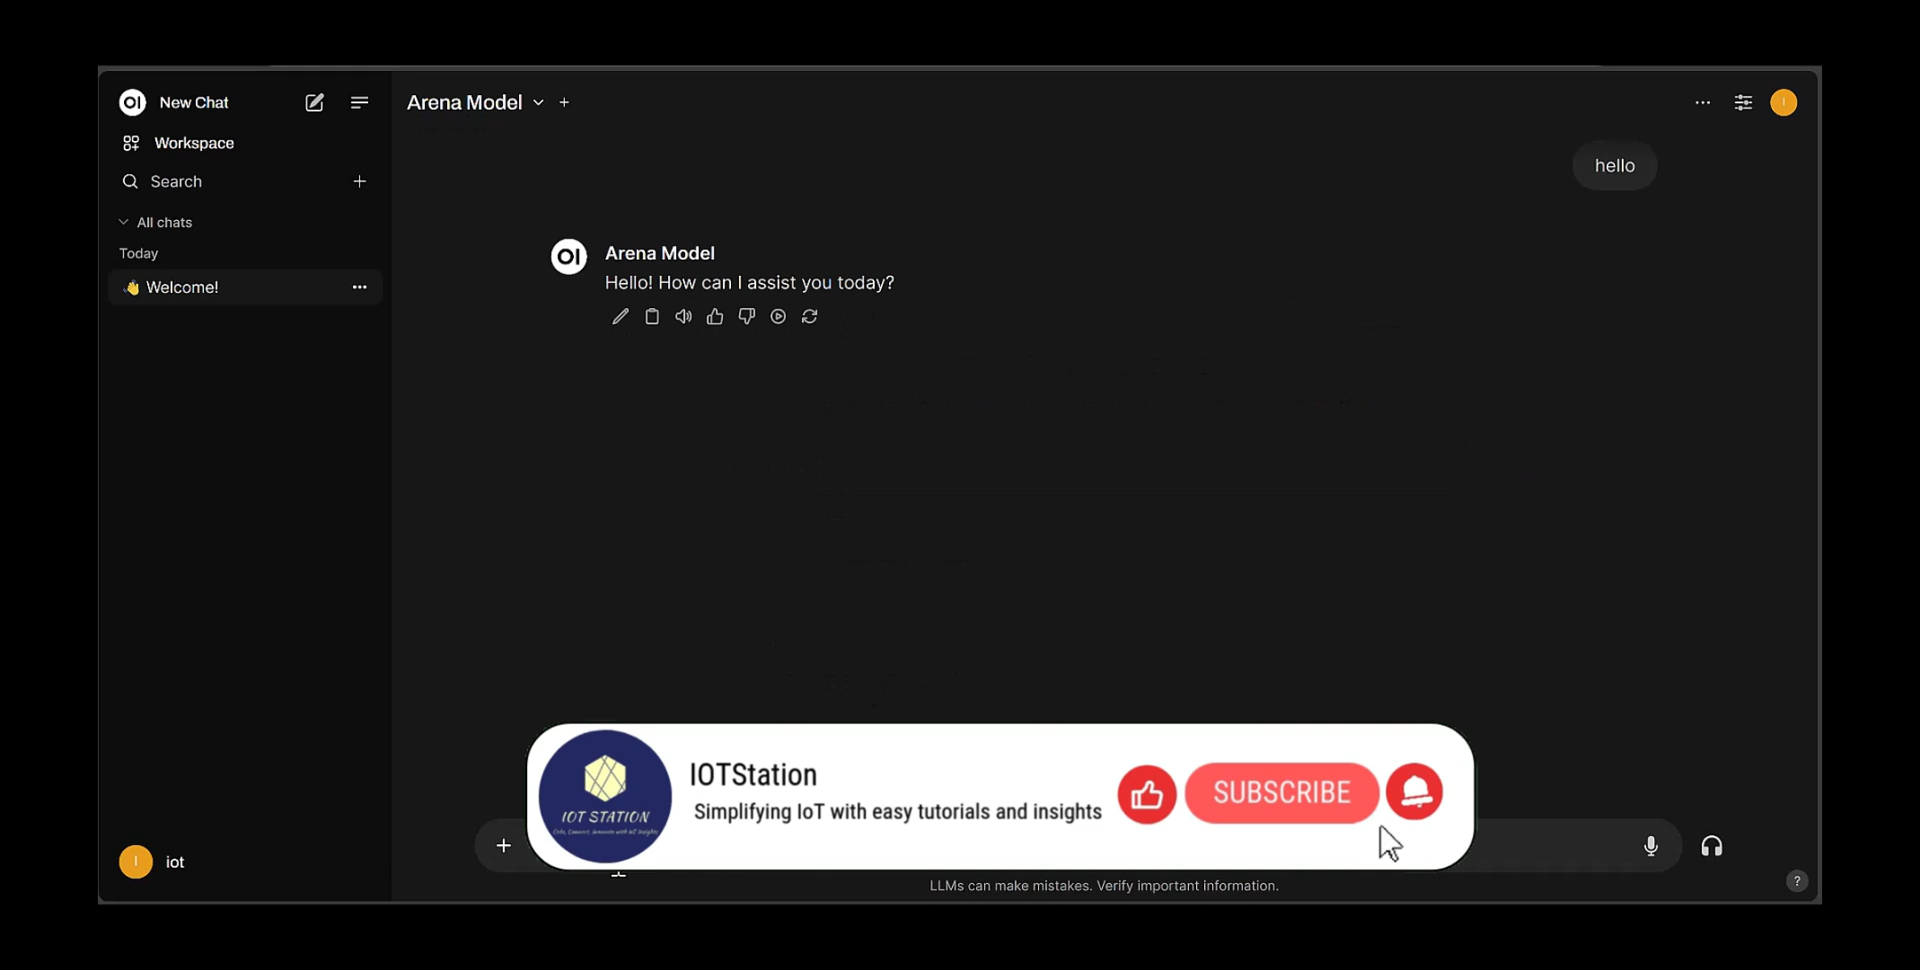 OI New Chat
Workspace
Search
All chats
Today
👋 Welcome!
I iot
Arena Model
I
hello
OI Arena Model
Hello! How can I assist you today?
IOT STATION
IOTStation
Simplifying IoT with easy tutorials and insights
SUBSCRIBE
LLMs can make mistakes. Verify important information.
?